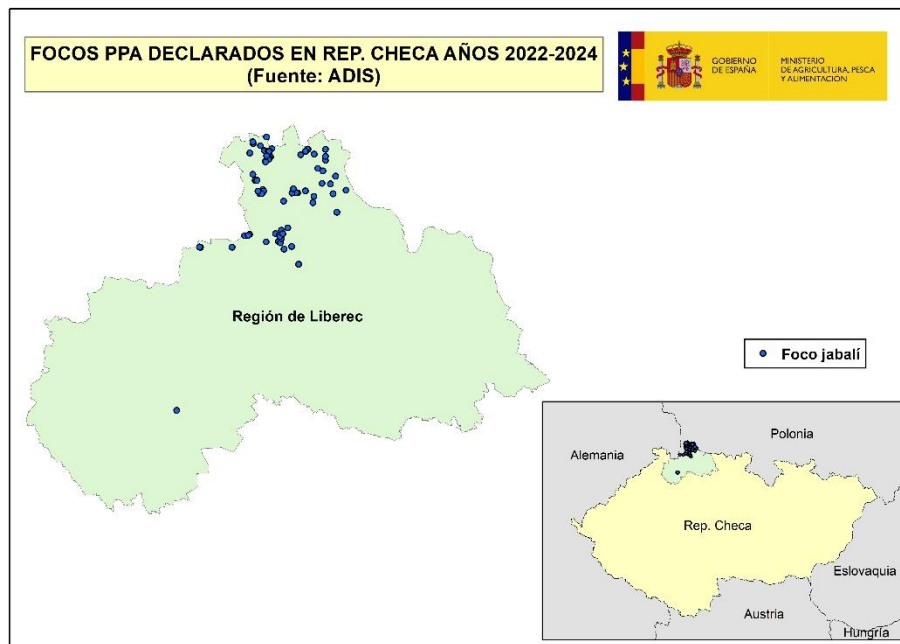 FOCOS PPA DECLARADOS EN REP. CHECA AÑOS 2022-2024
(Fuente: ADIS)
GOBIERNO
DE ESPAÑA
MINISTERIO
DE AGRICULTURA, PESCA
Y ALIMENTACIÓN
Región de Liberec
Foco jabalí
Alemania
Polonia
Rep. Checa
Eslovaquia
Austria
Hungría